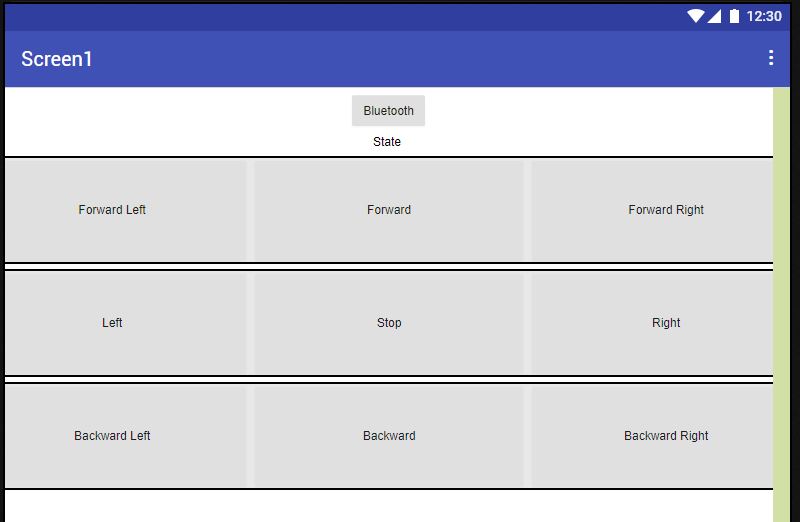 12:30
Screen1
Bluetooth
State
Forward Left Forward Forward Right
Left Stop Right
Backward Left Backward Backward Right